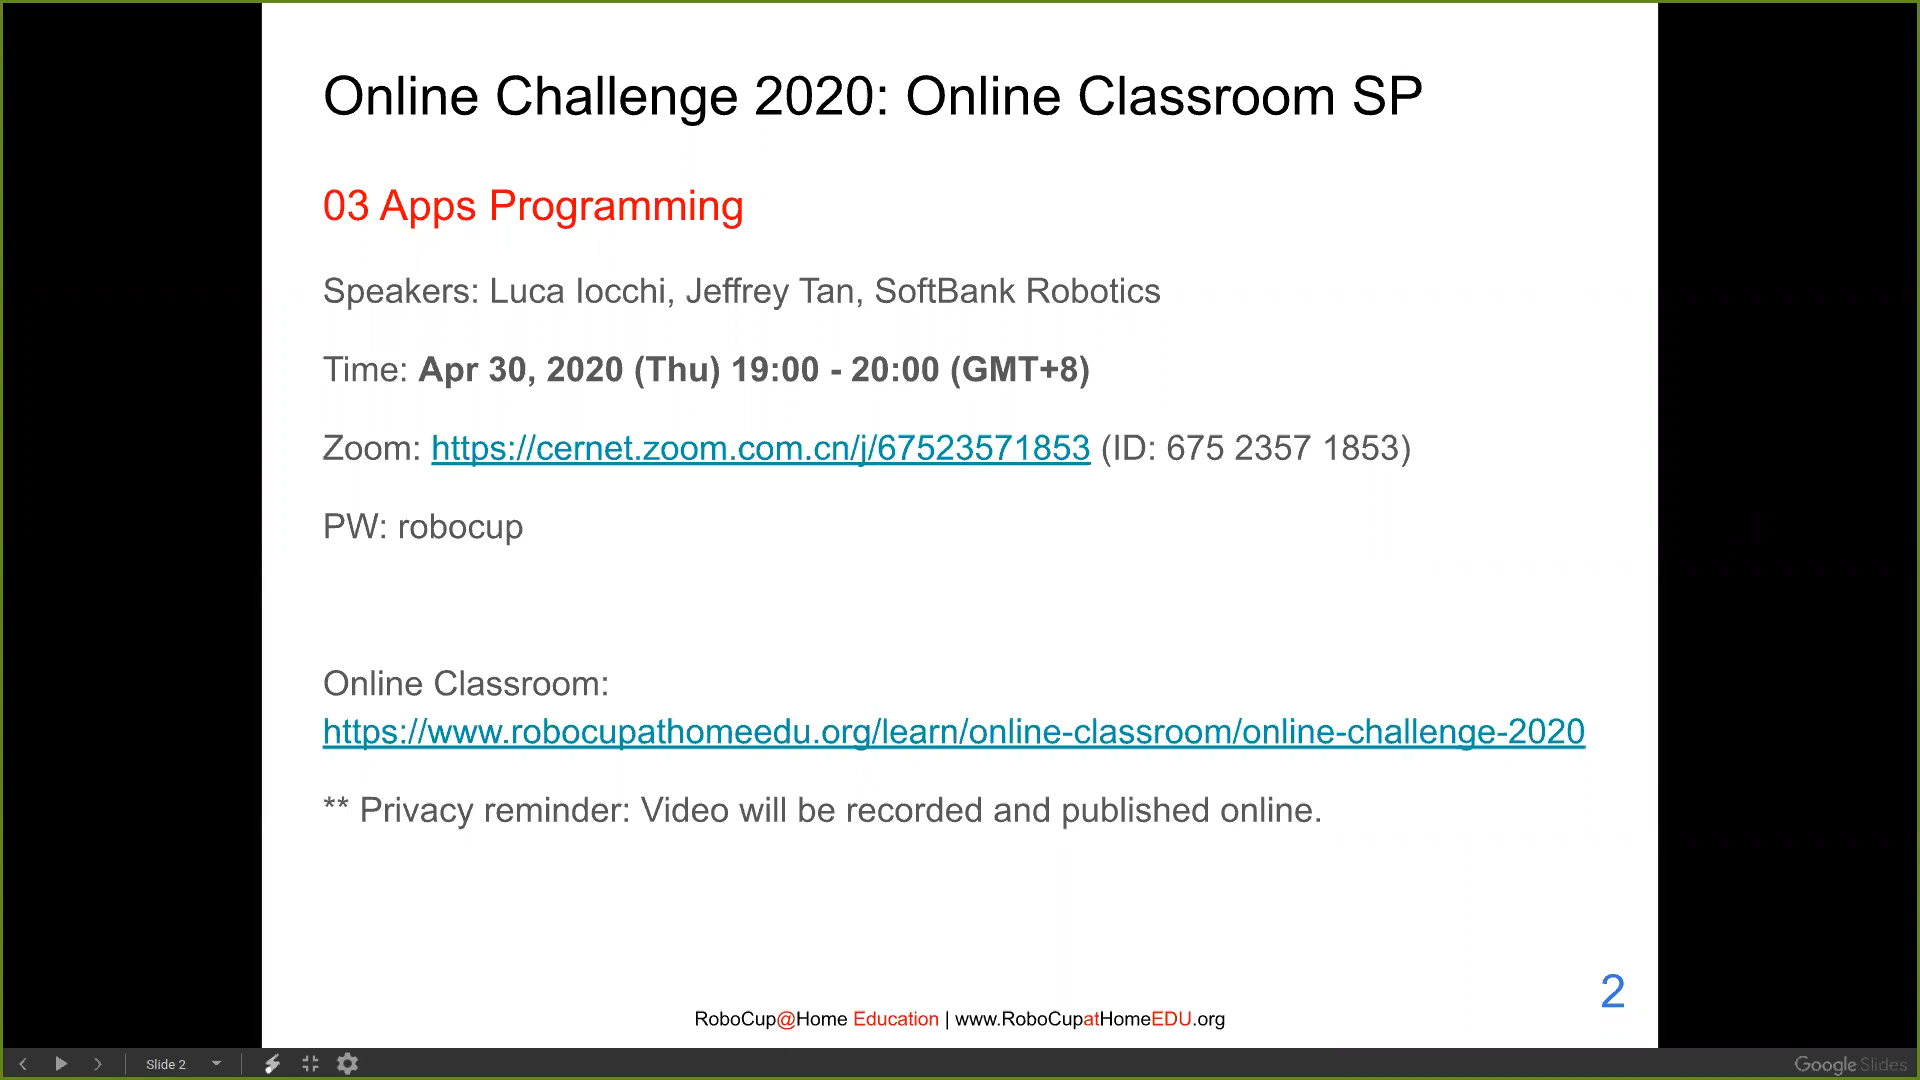 Online Challenge 2020: Online Classroom SP
03 Apps Programming
Speakers: Luca Iocchi, Jeffrey Tan, SoftBank Robotics
Time: Apr 30, 2020 (Thu) 19:00 - 20:00 (GMT+8)
Zoom: https://cernet.zoom.com.cn/j/67523571853 (ID: 675 2357 1853)
PW: robocup
Online Classroom:
https://www.robocupathomeedu.org/learn/online-classroom/online-challenge-2020
** Privacy reminder: Video will be recorded and published online.
2
RoboCup@Home Education | www.RoboCupatHomeEDU.org
Slide 2
Google Slides